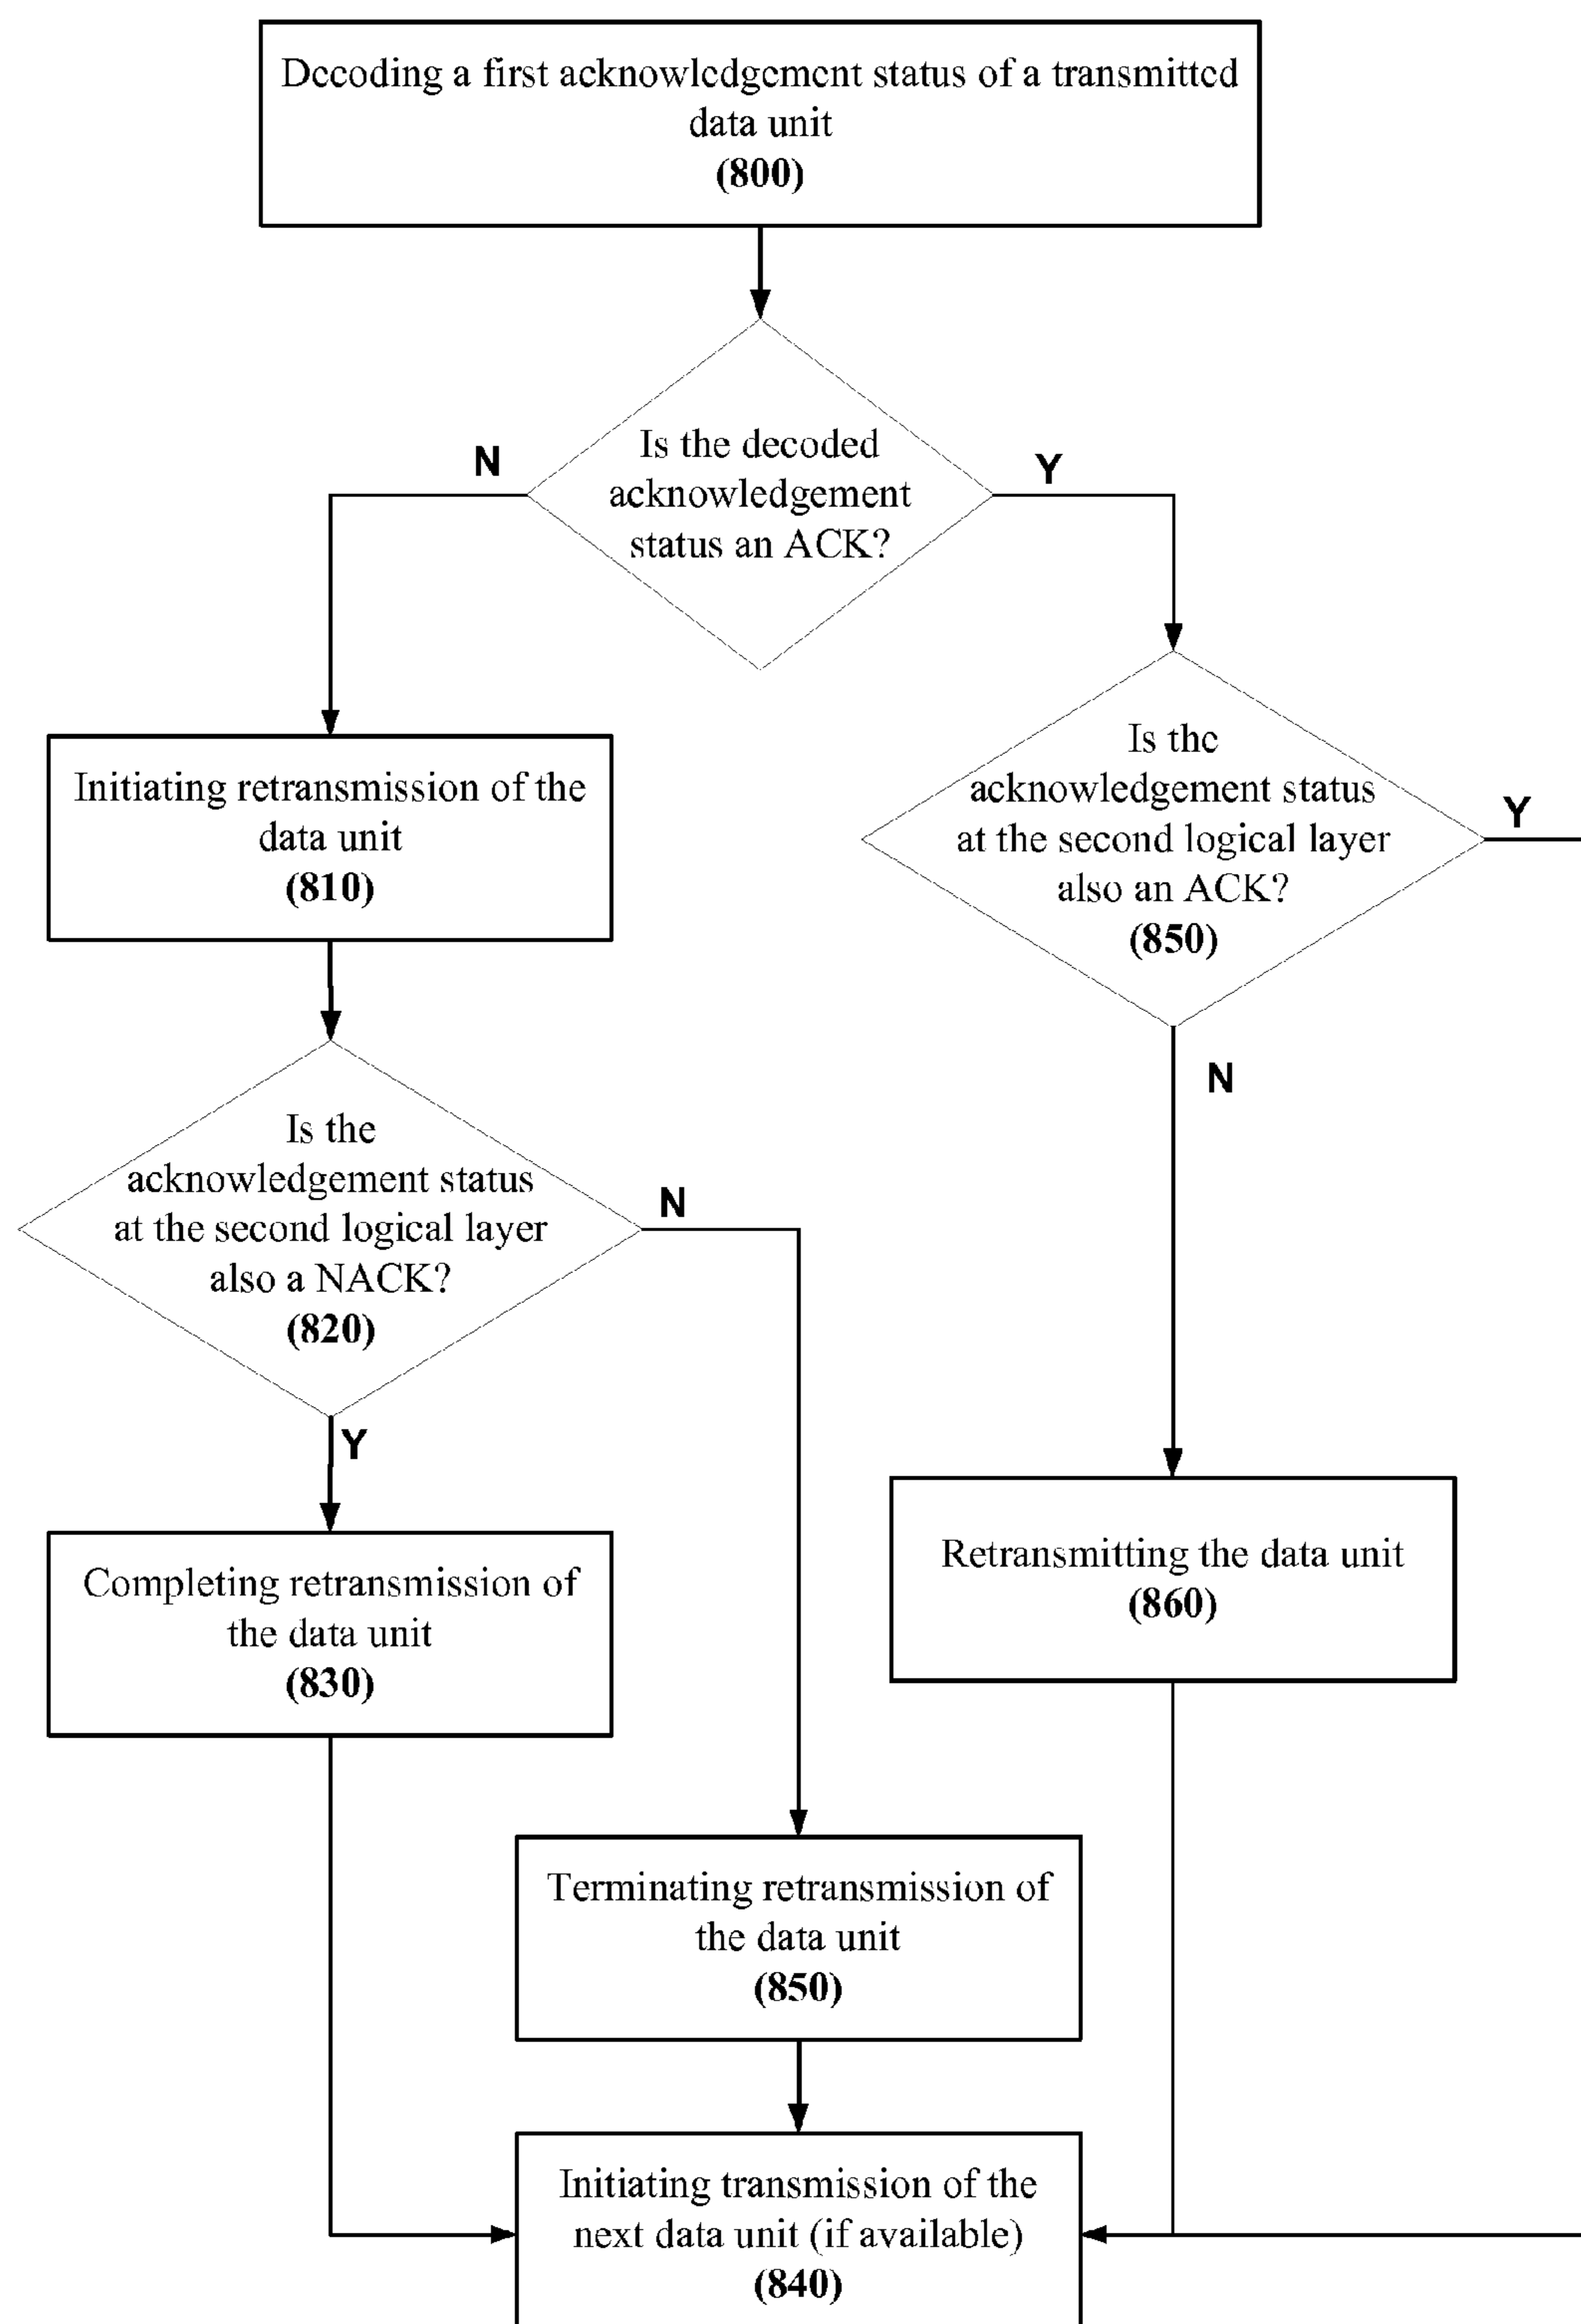 Decoding a first acknowledgement status of a transmitted
data unit
(800)
Is the decoded
acknowledgement
status an ACK?
N
Y
Is the
acknowledgement status
at the second logical layer
also an ACK?
(850)
Y
N
Initiating retransmission of the
data unit
(810)
Is the
acknowledgement status
at the second logical layer
also a NACK?
(820)
N
Y
Completing retransmission of
the data unit
(830)
Retransmitting the data unit
(860)
Terminating retransmission of
the data unit
(850)
Initiating transmission of the
next data unit (if available)
(840)